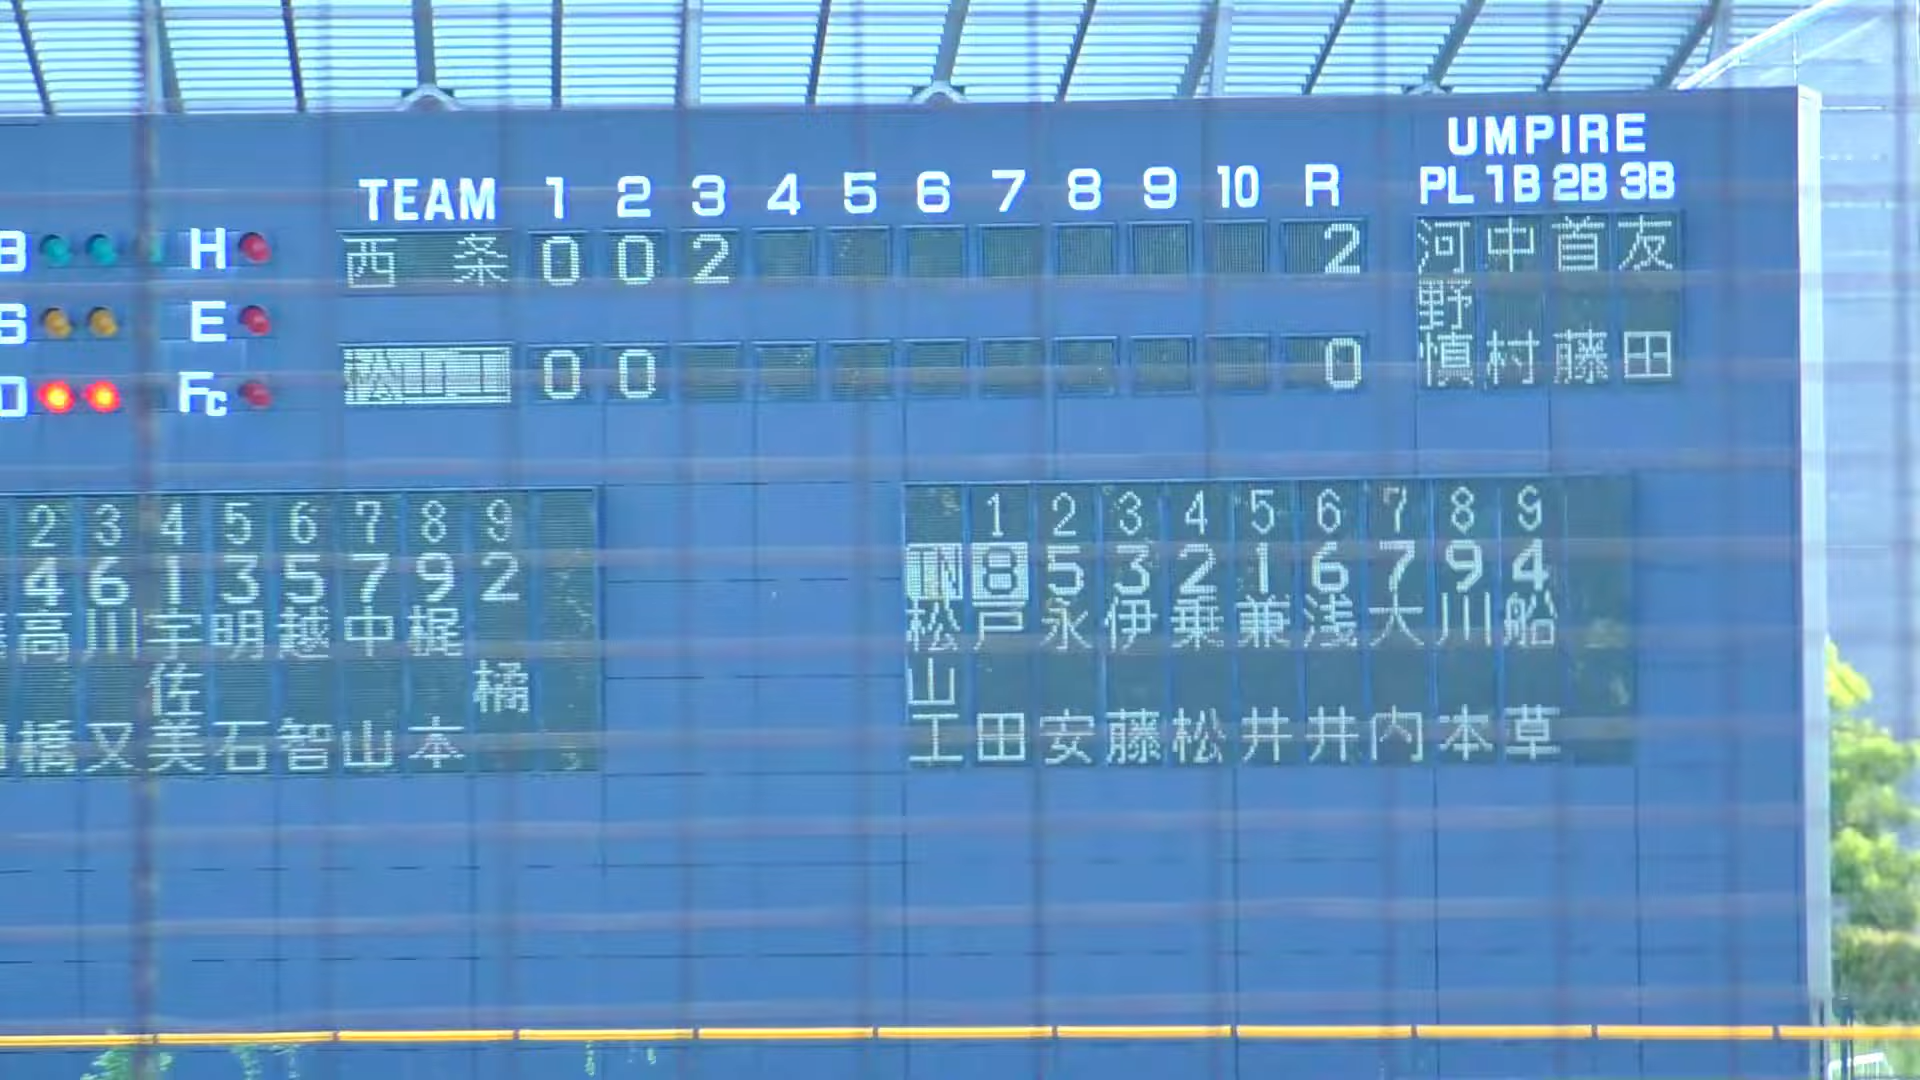 UMPIRE
TEAM 1 2 3 4 5 6 7 8 9 10 R PL 1B 2B 3B
B H 西条 0 0 2 2 河野慎 中村 首藤 友田
S E
O Fc 松山工 0 0 0
2 3 4 5 6 7 8 9
4 6 1 3 5 7 9 2
高橋 川又 宇佐美 明石 越智 中山 梶本 橘
1 2 3 4 5 6 7 8 9
8 5 3 2 1 6 7 9 4
松山工 戸田 永安 伊藤 乗松 兼井 浅井 大内 川本 船草